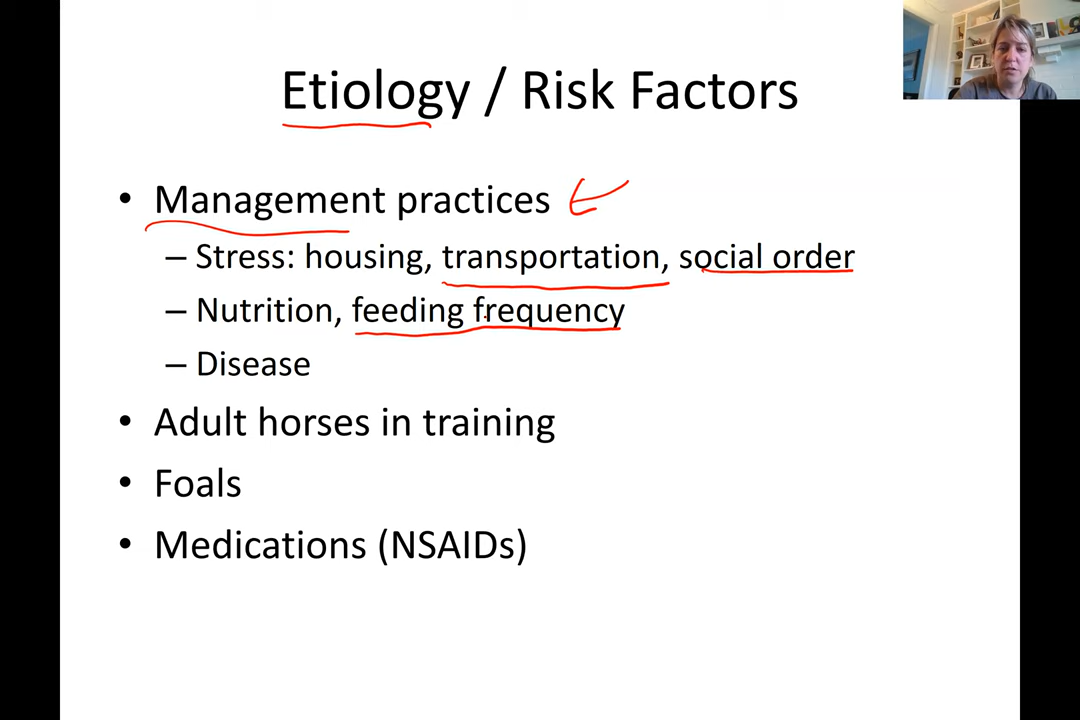 Etiology / Risk Factors
• Management practices
– Stress: housing, transportation, social order
– Nutrition, feeding frequency
– Disease
• Adult horses in training
• Foals
• Medications (NSAIDs)